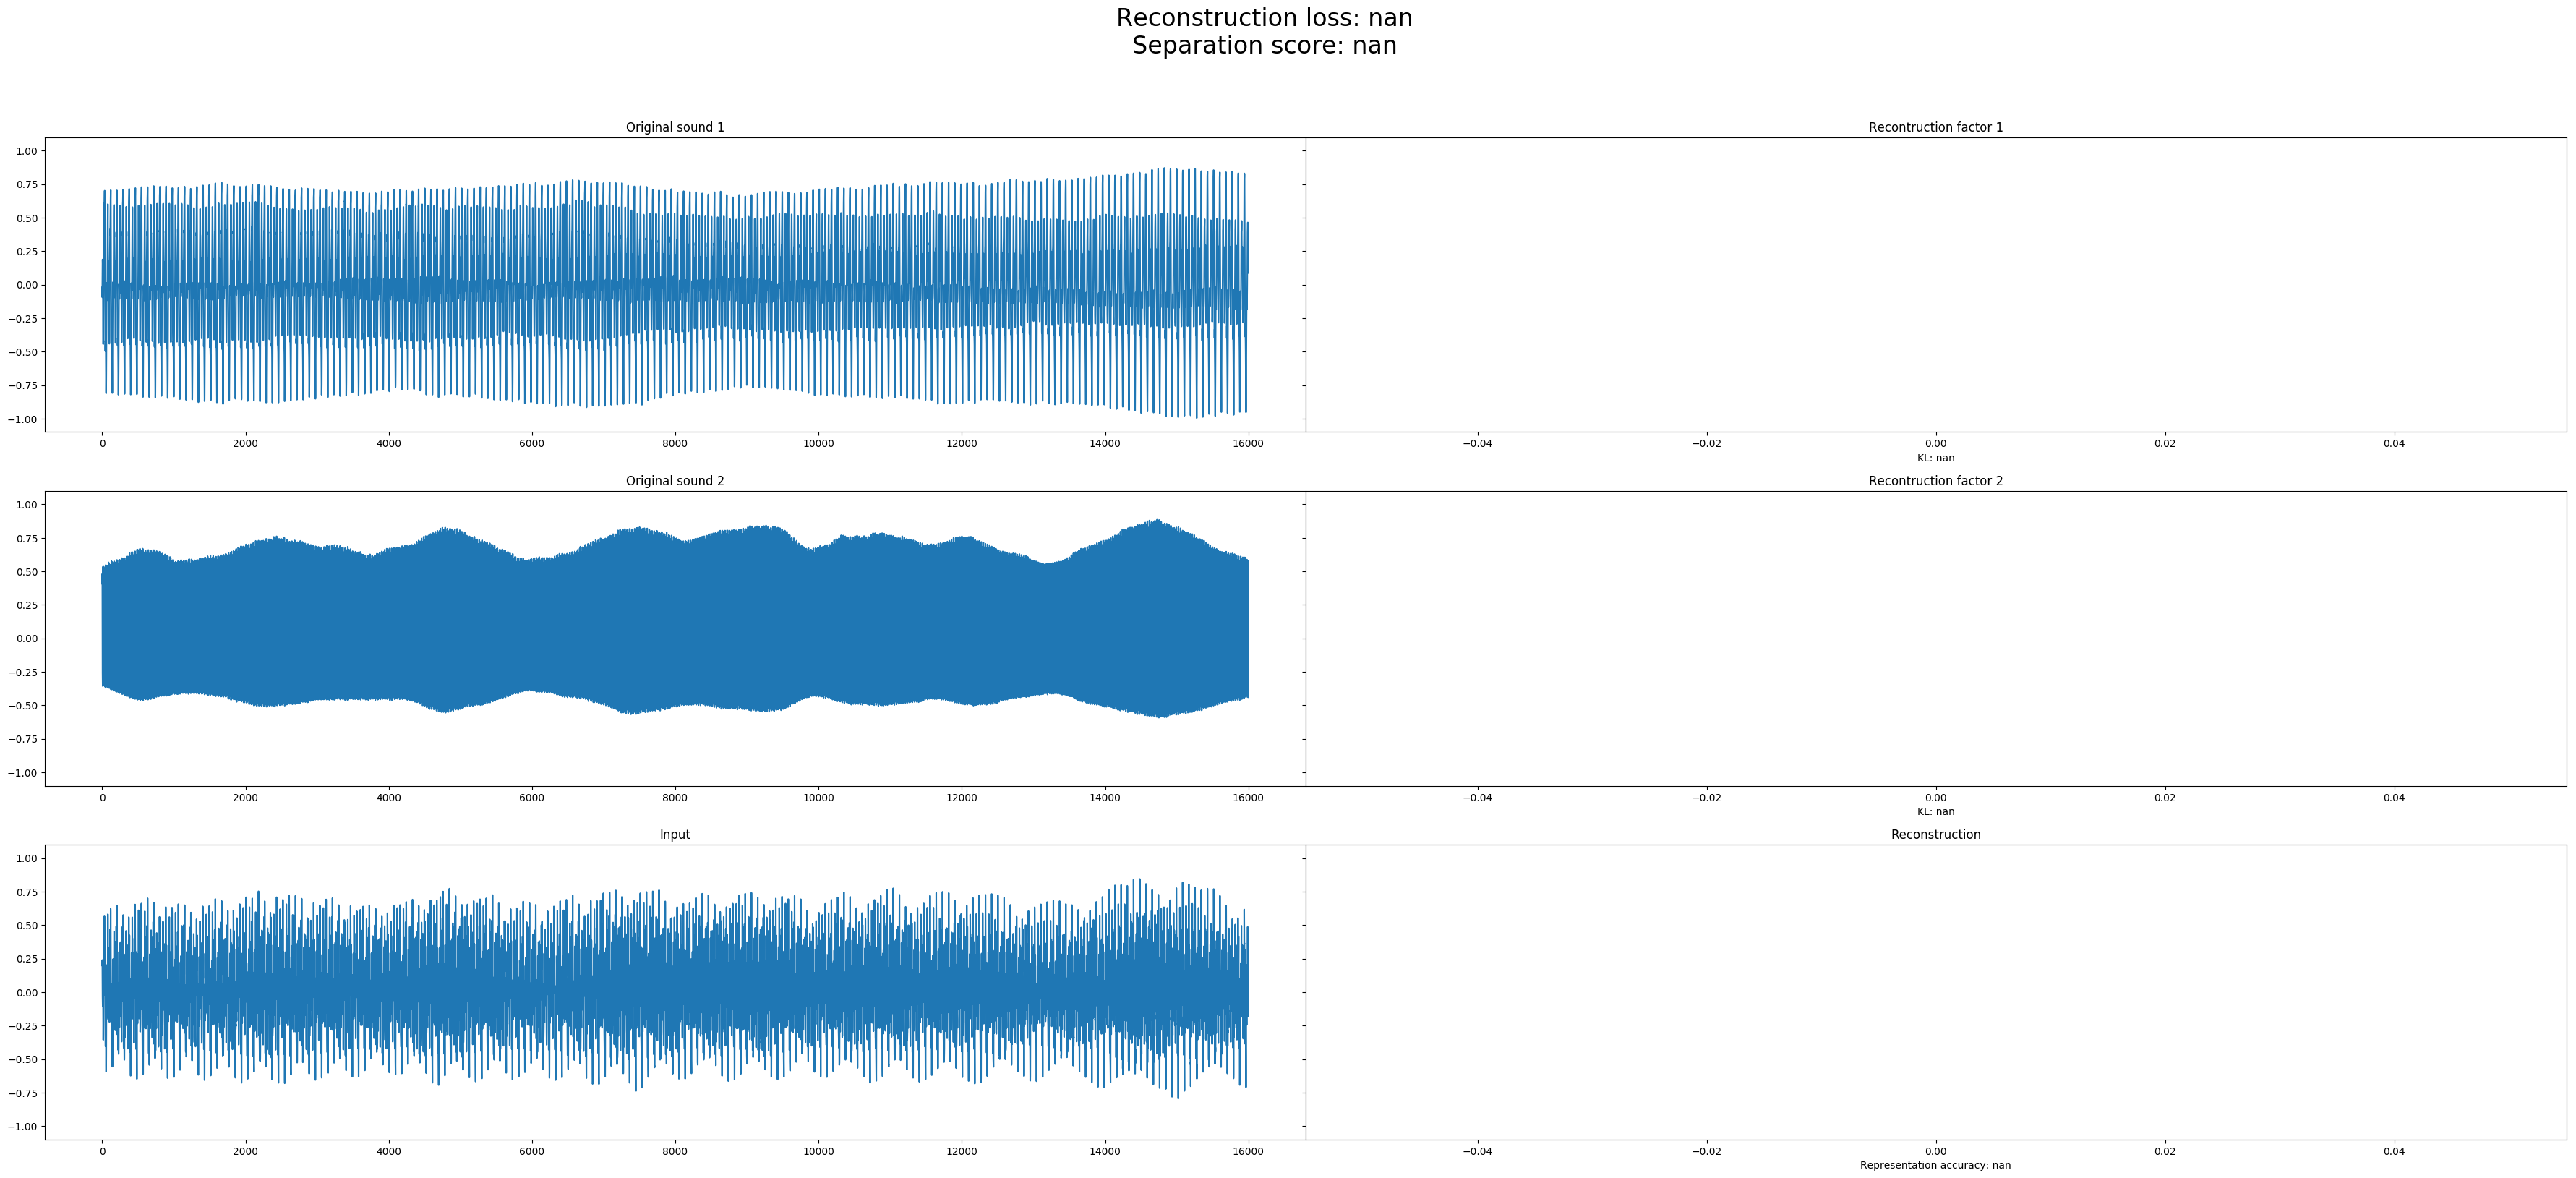 Reconstruction loss: nan
Separation score: nan
Original sound 1
Recontruction factor 1
1.00
0.75
0.50
0.25
0.00
−0.25
−0.50
−0.75
−1.00
0 2000 4000 6000 8000 10000 12000 14000 16000
−0.04 −0.02 0.00 0.02 0.04
KL: nan
Original sound 2
Recontruction factor 2
1.00
0.75
0.50
0.25
0.00
−0.25
−0.50
−0.75
−1.00
0 2000 4000 6000 8000 10000 12000 14000 16000
−0.04 −0.02 0.00 0.02 0.04
KL: nan
Input
Reconstruction
1.00
0.75
0.50
0.25
0.00
−0.25
−0.50
−0.75
−1.00
0 2000 4000 6000 8000 10000 12000 14000 16000
−0.04 −0.02 0.00 0.02 0.04
Representation accuracy: nan